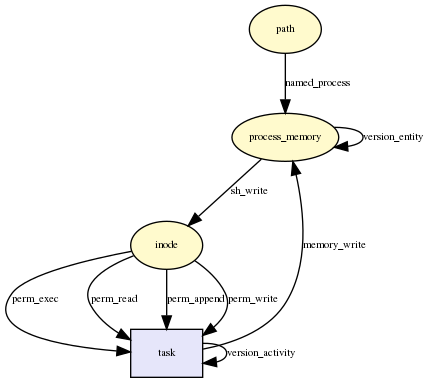 path
named_process
process_memory
version_entity
sh_write
inode
memory_write
perm_exec
perm_read
perm_append
perm_write
task
version_activity